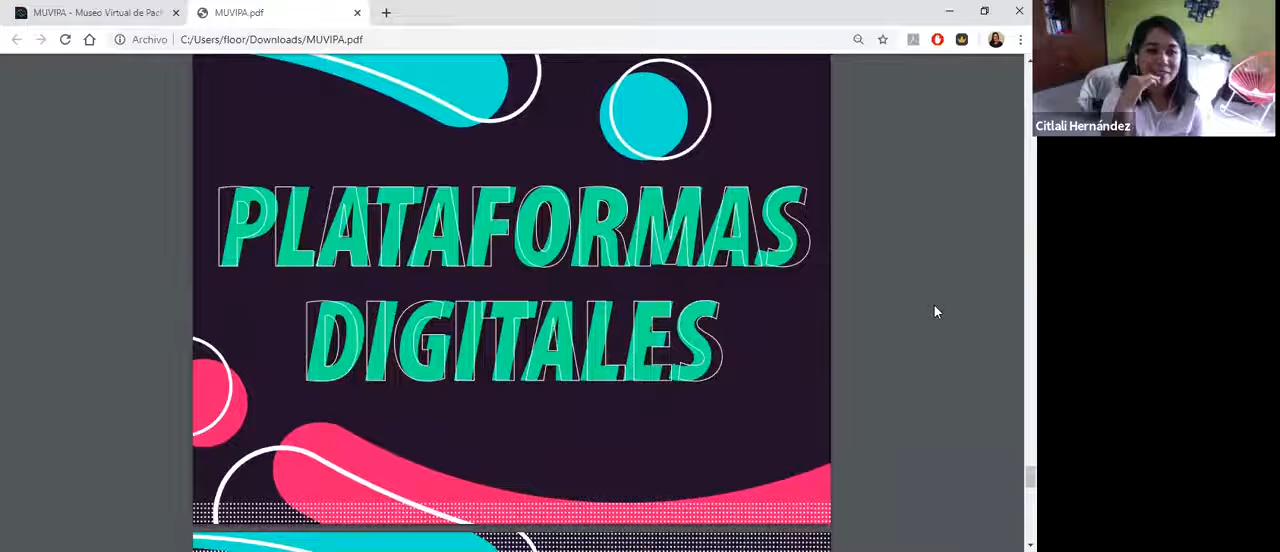 MUVIPA - Museo Virtual de Pach
MUVIPA.pdf
Archivo
C:/Users/floor/Downloads/MUVIPA.pdf
Citlali Hernández
PLATAFORMAS
DIGITALES